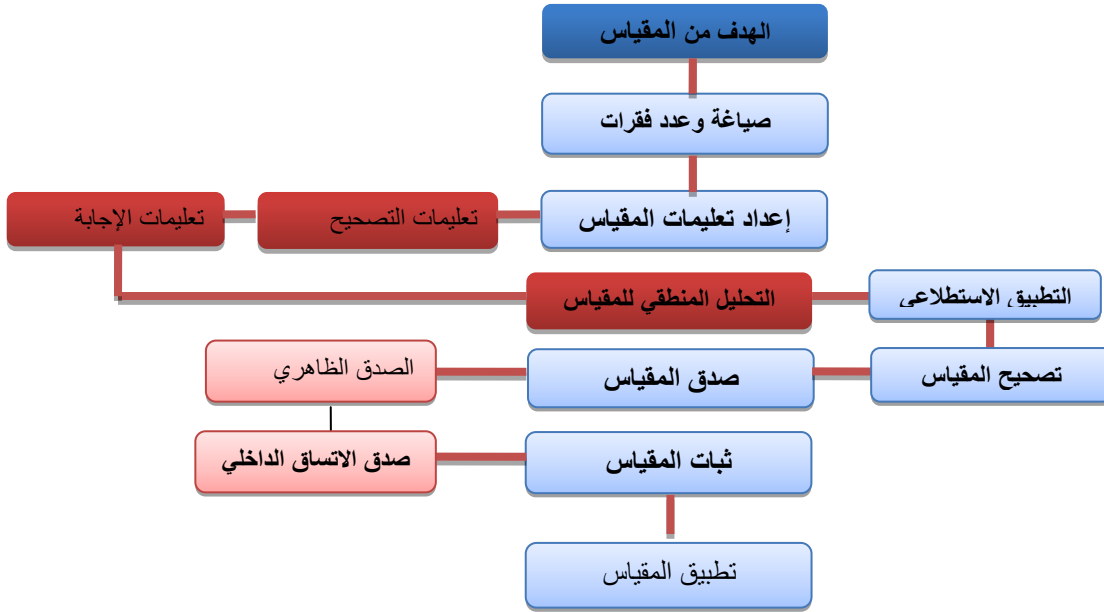 الهدف من المقياس
صياغة وعدد فقرات
إعداد تعليمات المقياس
تعليمات التصحيح
تعليمات الإجابة
التحليل المنطقي للمقياس
التطبيق الاستطلاعي
تصحيح المقياس
صدق المقياس
الصدق الظاهري
صدق الاتساق الداخلي
ثبات المقياس
تطبيق المقياس